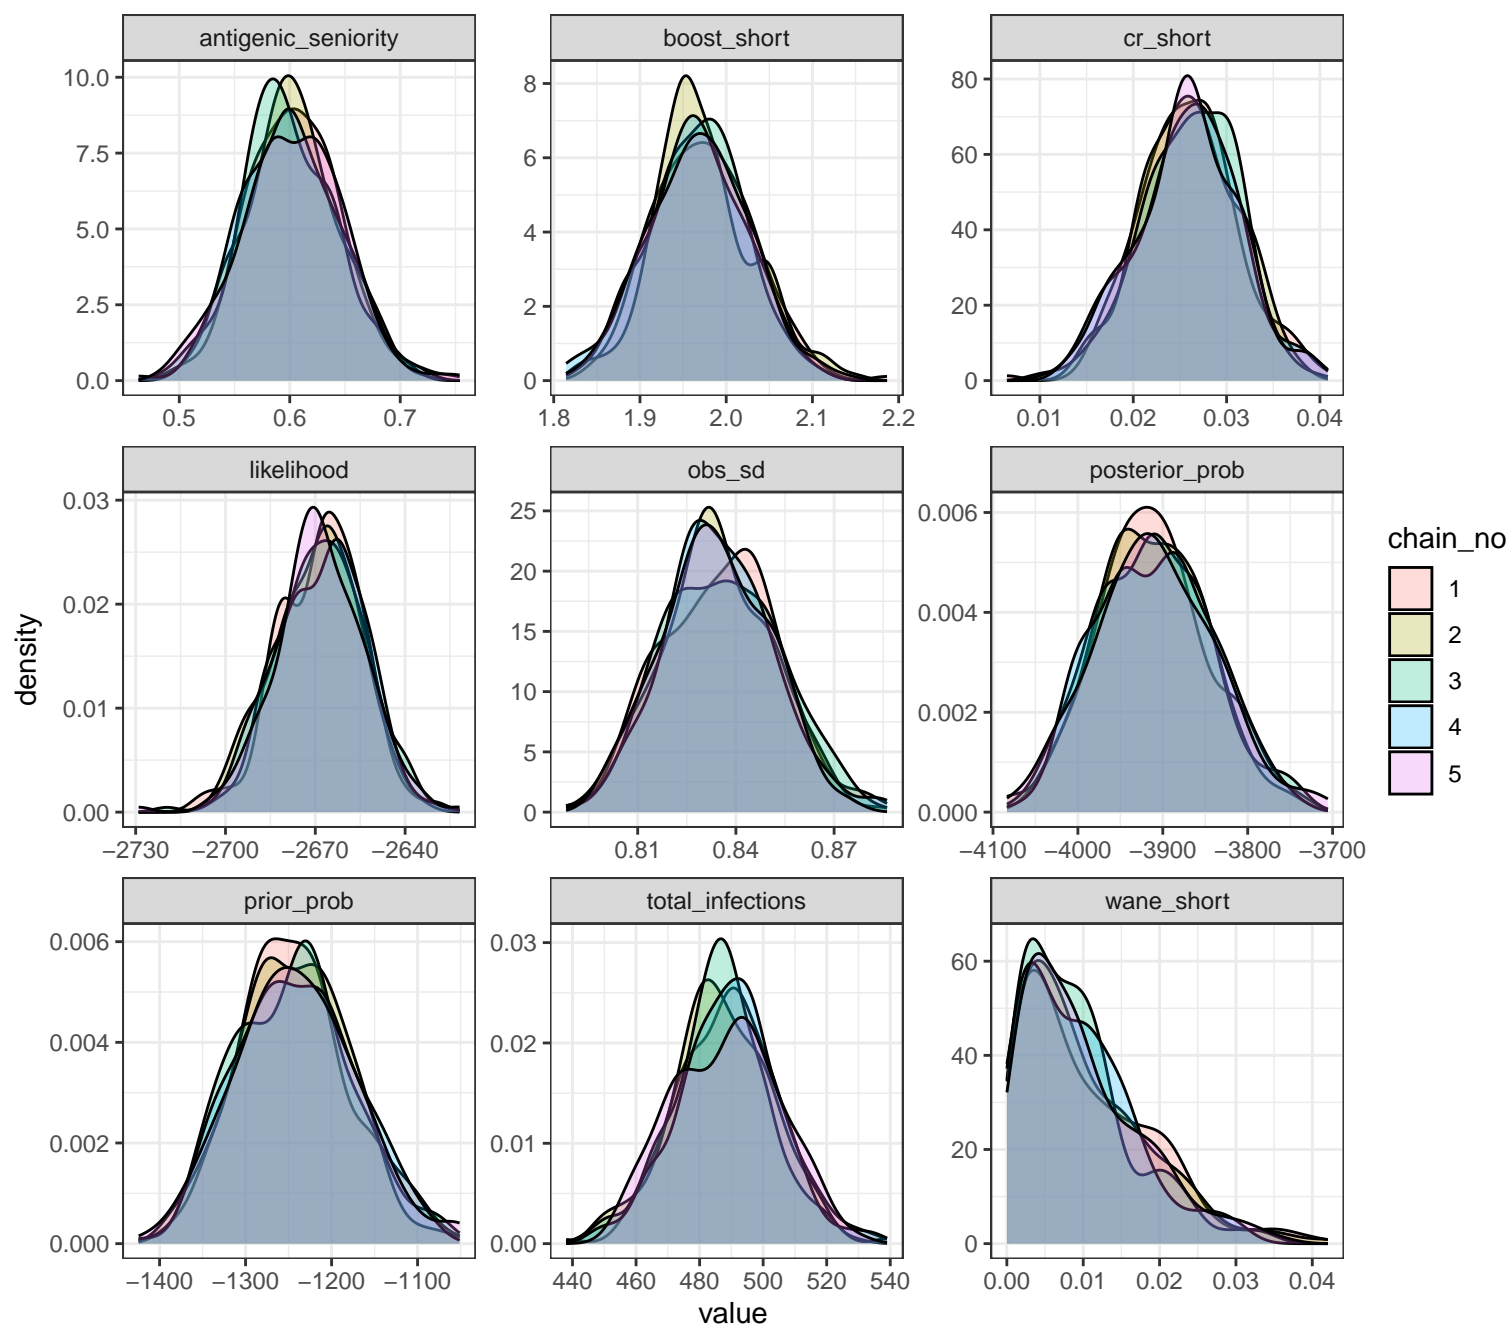 antigenic_seniority
boost_short
cr_short
10.0
7.5
5.0
2.5
0.0
8
6
4
2
0
80
60
40
20
0
0.5 0.6 0.7
1.8 1.9 2.0 2.1 2.2
0.01 0.02 0.03 0.04
likelihood
obs_sd
posterior_prob
0.03
0.02
0.01
0.00
25
20
15
10
5
0
0.006
0.004
0.002
0.000
−2730 −2700 −2670 −2640
0.81 0.84 0.87
−4100 −4000 −3900 −3800 −3700
prior_prob
total_infections
wane_short
0.006
0.004
0.002
0.000
0.03
0.02
0.01
0.00
60
40
20
0
−1400 −1300 −1200 −1100
440 460 480 500 520 540
0.00 0.01 0.02 0.03 0.04
density
value
chain_no
1
2
3
4
5